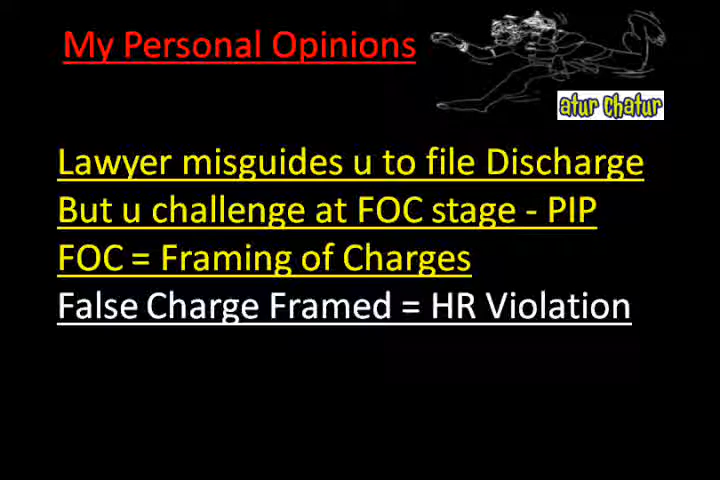 My Personal Opinions
atur chatur
Lawyer misguides u to file Discharge
But u challenge at FOC stage - PIP
FOC = Framing of Charges
False Charge Framed = HR Violation